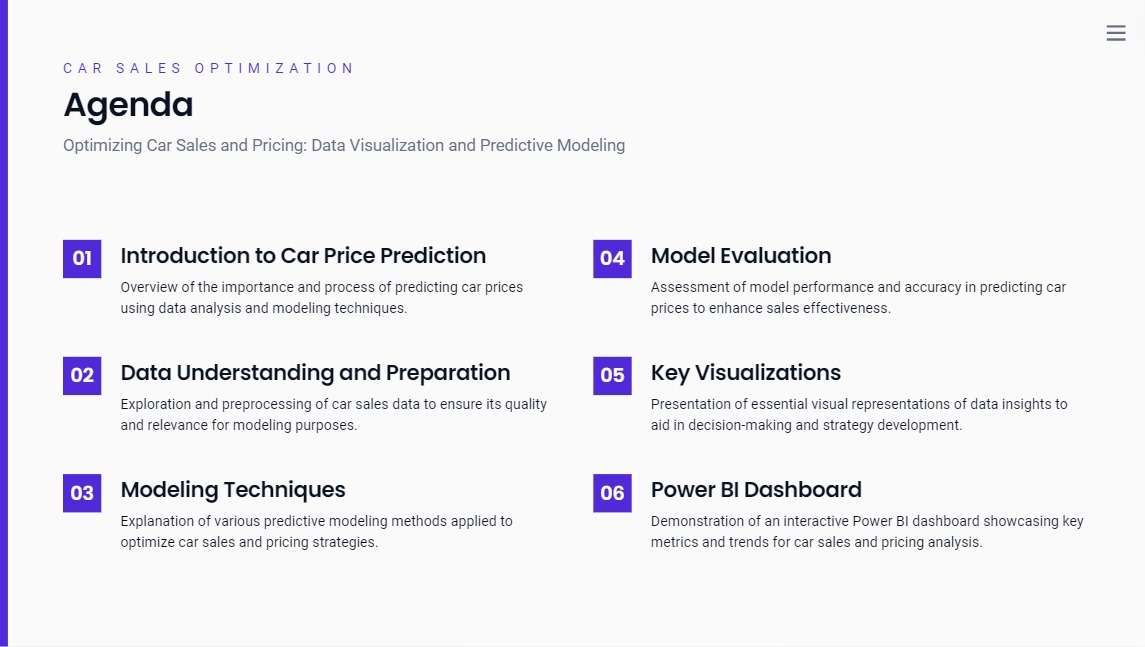 CAR SALES OPTIMIZATION
Agenda
Optimizing Car Sales and Pricing: Data Visualization and Predictive Modeling
01
Introduction to Car Price Prediction
Overview of the importance and process of predicting car prices
using data analysis and modeling techniques.
02
Data Understanding and Preparation
Exploration and preprocessing of car sales data to ensure its quality
and relevance for modeling purposes.
03
Modeling Techniques
Explanation of various predictive modeling methods applied to
optimize car sales and pricing strategies.
04
Model Evaluation
Assessment of model performance and accuracy in predicting car
prices to enhance sales effectiveness.
05
Key Visualizations
Presentation of essential visual representations of data insights to
aid in decision-making and strategy development.
06
Power BI Dashboard
Demonstration of an interactive Power BI dashboard showcasing key
metrics and trends for car sales and pricing analysis.